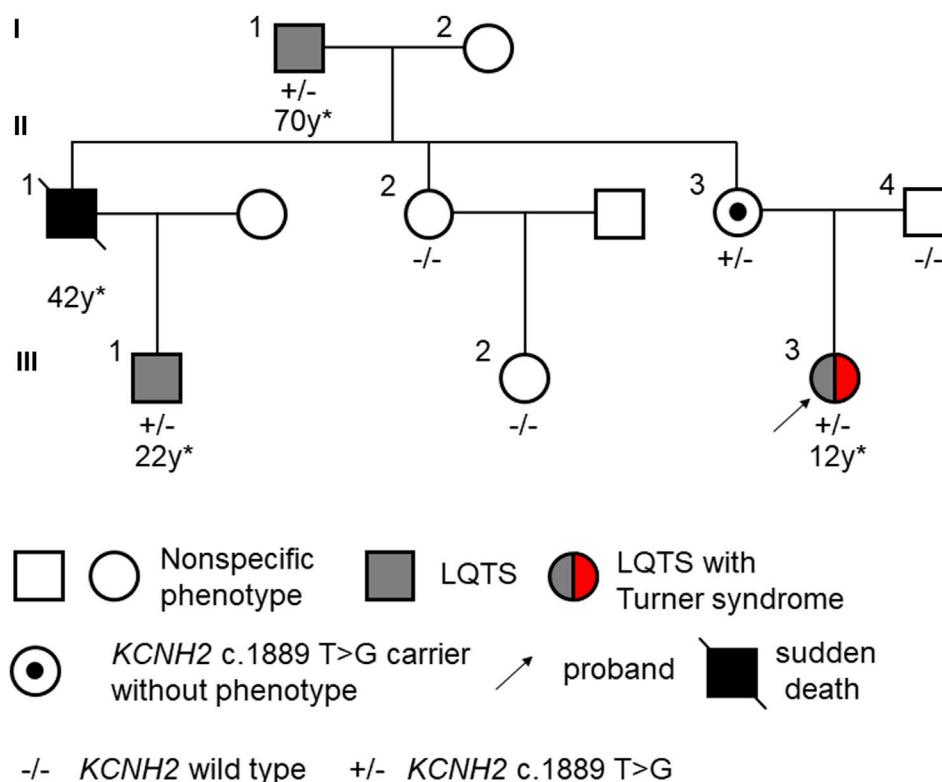 I
1
2
+/-
70y*
II
1
2
3
4
-/-
+/-
-/-
42y*
III
1
2
3
+/-
22y*
-/-
+/-
12y*
Nonspecific
phenotype
LQTS
LQTS with
Turner syndrome
KCNH2 c.1889 T>G carrier
without phenotype
proband
sudden
death
-/- KCNH2 wild type +/- KCNH2 c.1889 T>G